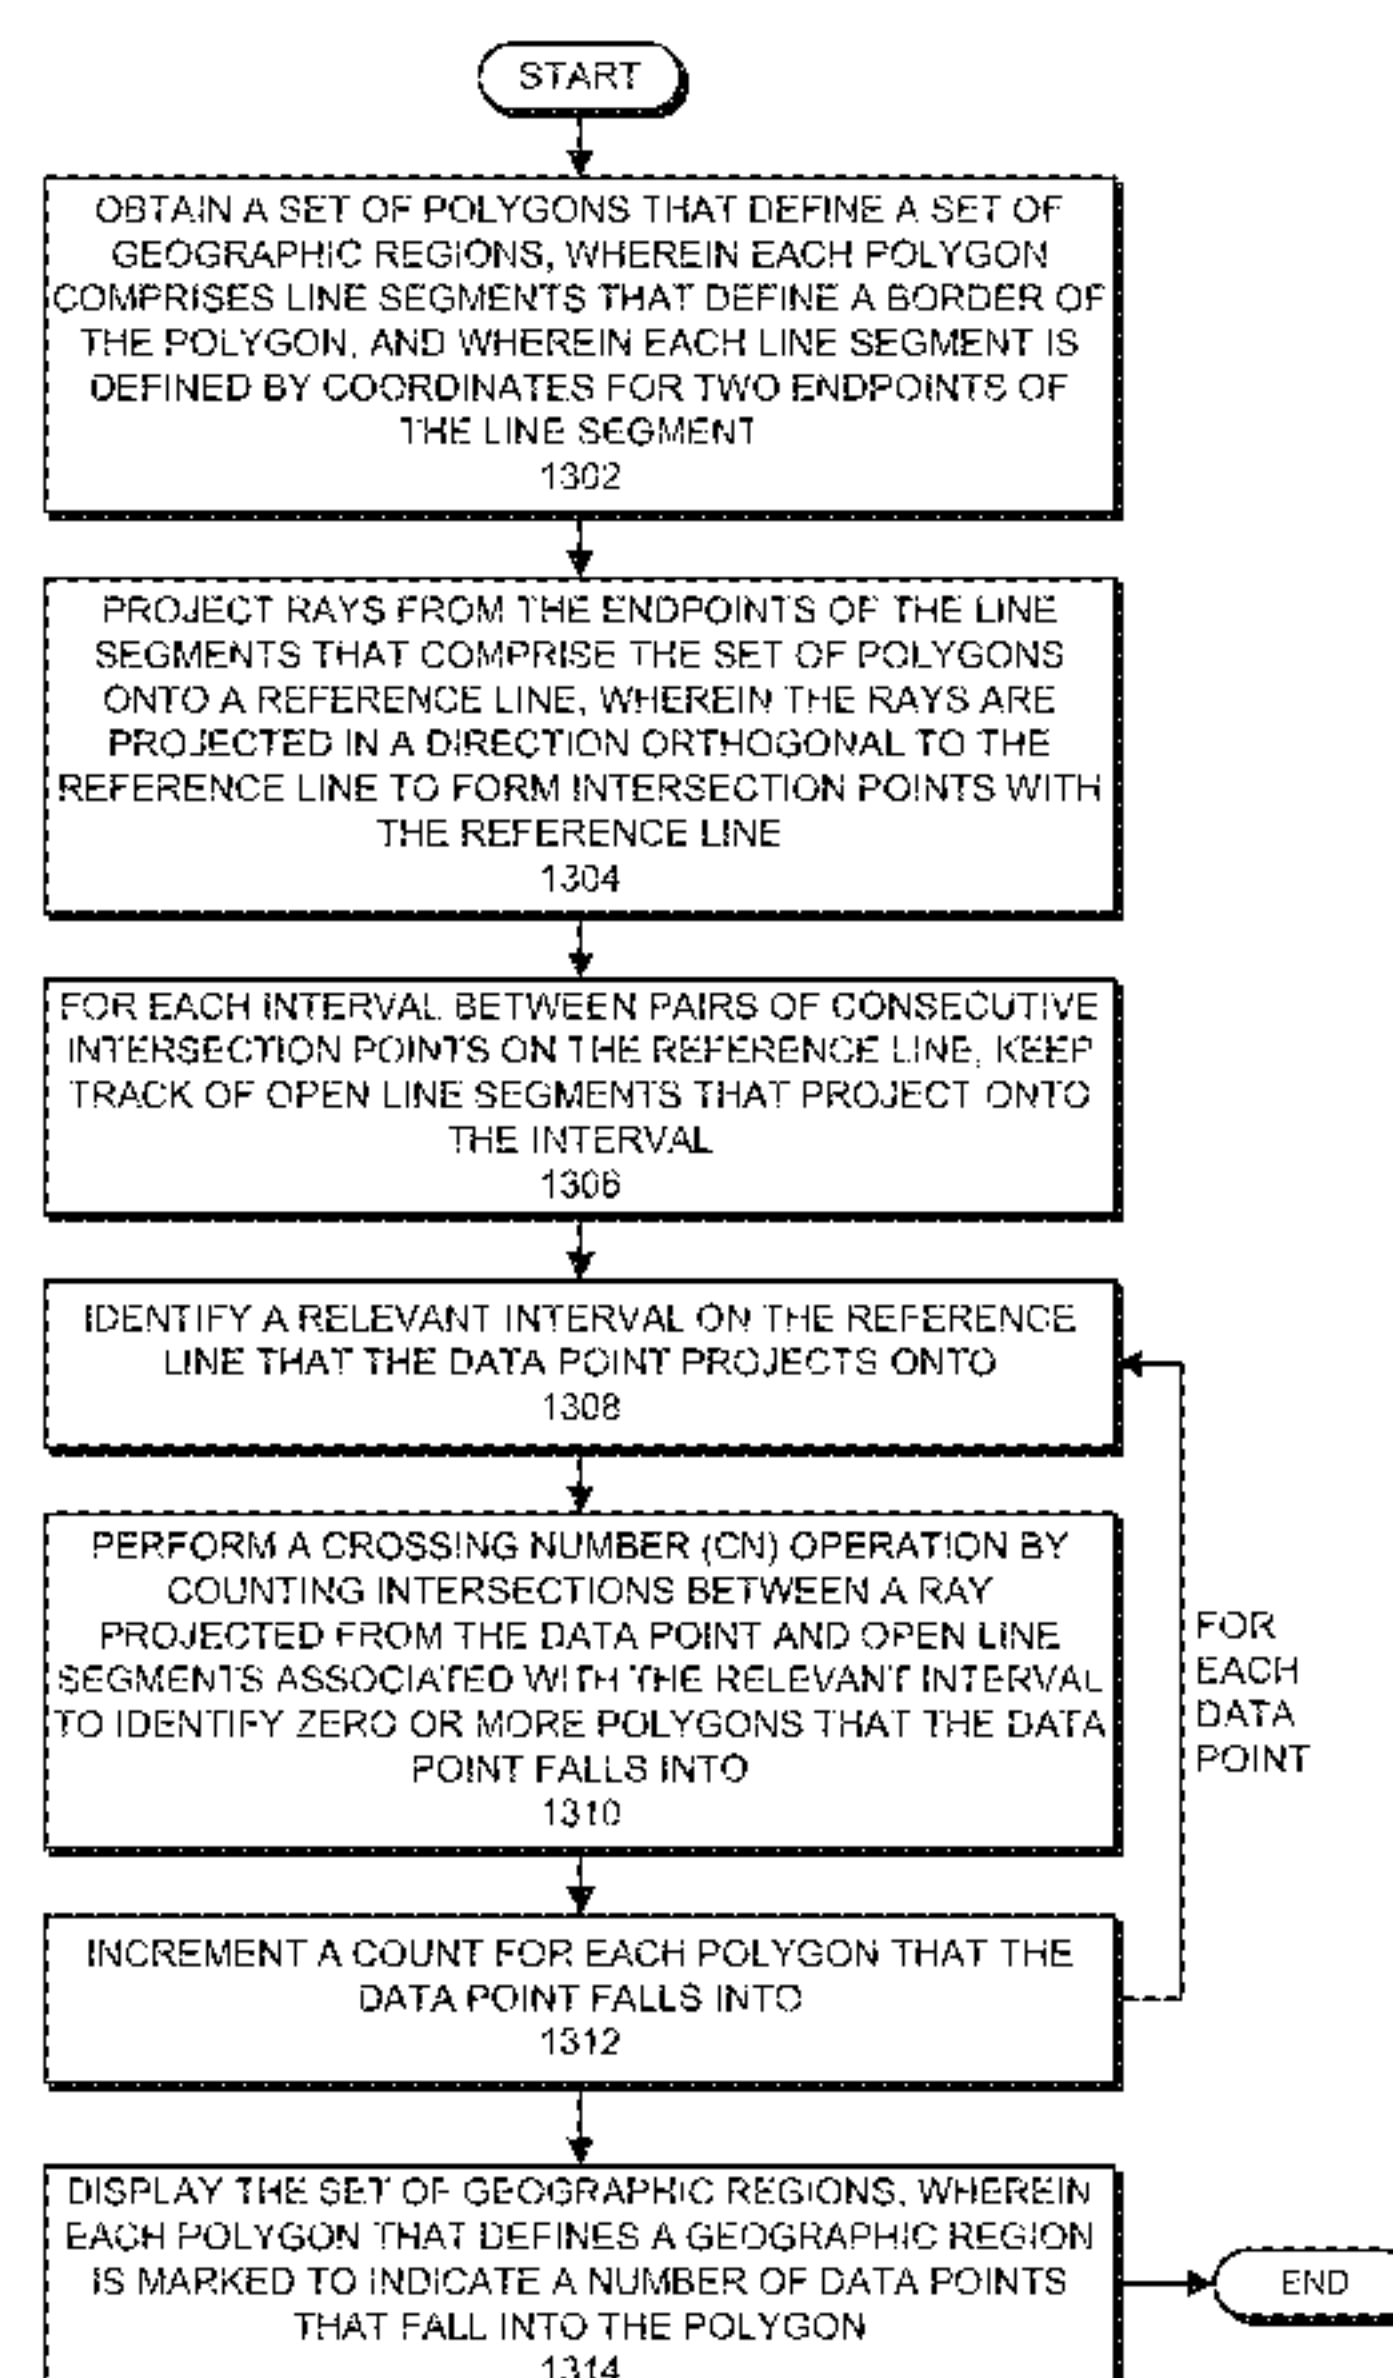 START
OBTAIN A SET OF POLYGONS THAT DEFINE A SET OF
GEOGRAPHIC REGIONS, WHEREIN EACH POLYGON
COMPRISES LINE SEGMENTS THAT DEFINE A BORDER OF
THE POLYGON, AND WHEREIN EACH LINE SEGMENT IS
DEFINED BY COORDINATES FOR TWO ENDPOINTS OF
THE LINE SEGMENT
1302
PROJECT RAYS FROM THE ENDPOINTS OF THE LINE
SEGMENTS THAT COMPRISE THE SET OF POLYGONS
ONTO A REFERENCE LINE, WHEREIN THE RAYS ARE
PROJECTED IN A DIRECTION ORTHOGONAL TO THE
REFERENCE LINE TO FORM INTERSECTION POINTS WITH
THE REFERENCE LINE
1304
FOR EACH INTERVAL BETWEEN PAIRS OF CONSECUTIVE
INTERSECTION POINTS ON THE REFERENCE LINE, KEEP
TRACK OF OPEN LINE SEGMENTS THAT PROJECT ONTO
THE INTERVAL
1306
IDENTIFY A RELEVANT INTERVAL ON THE REFERENCE
LINE THAT THE DATA POINT PROJECTS ONTO
1308
PERFORM A CROSSING NUMBER (CN) OPERATION BY
COUNTING INTERSECTIONS BETWEEN A RAY
PROJECTED FROM THE DATA POINT AND OPEN LINE
SEGMENTS ASSOCIATED WITH THE RELEVANT INTERVAL
TO IDENTIFY ZERO OR MORE POLYGONS THAT THE DATA
POINT FALLS INTO
1310
FOR
EACH
DATA
POINT
INCREMENT A COUNT FOR EACH POLYGON THAT THE
DATA POINT FALLS INTO
1312
DISPLAY THE SET OF GEOGRAPHIC REGIONS, WHEREIN
EACH POLYGON THAT DEFINES A GEOGRAPHIC REGION
IS MARKED TO INDICATE A NUMBER OF DATA POINTS
THAT FALL INTO THE POLYGON
1314
END